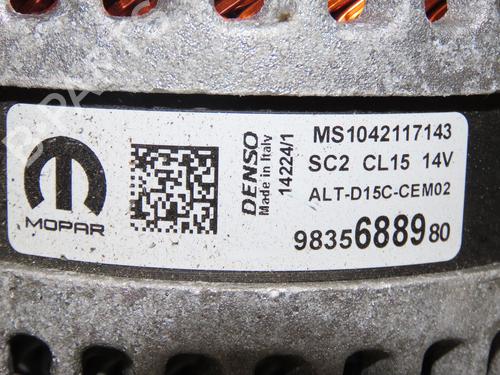 MOPAR
DENSO
Made in Italy
14224/1
MS1042117143
SC2 CL15 14V
ALT-D15C-CEM02
9835688980